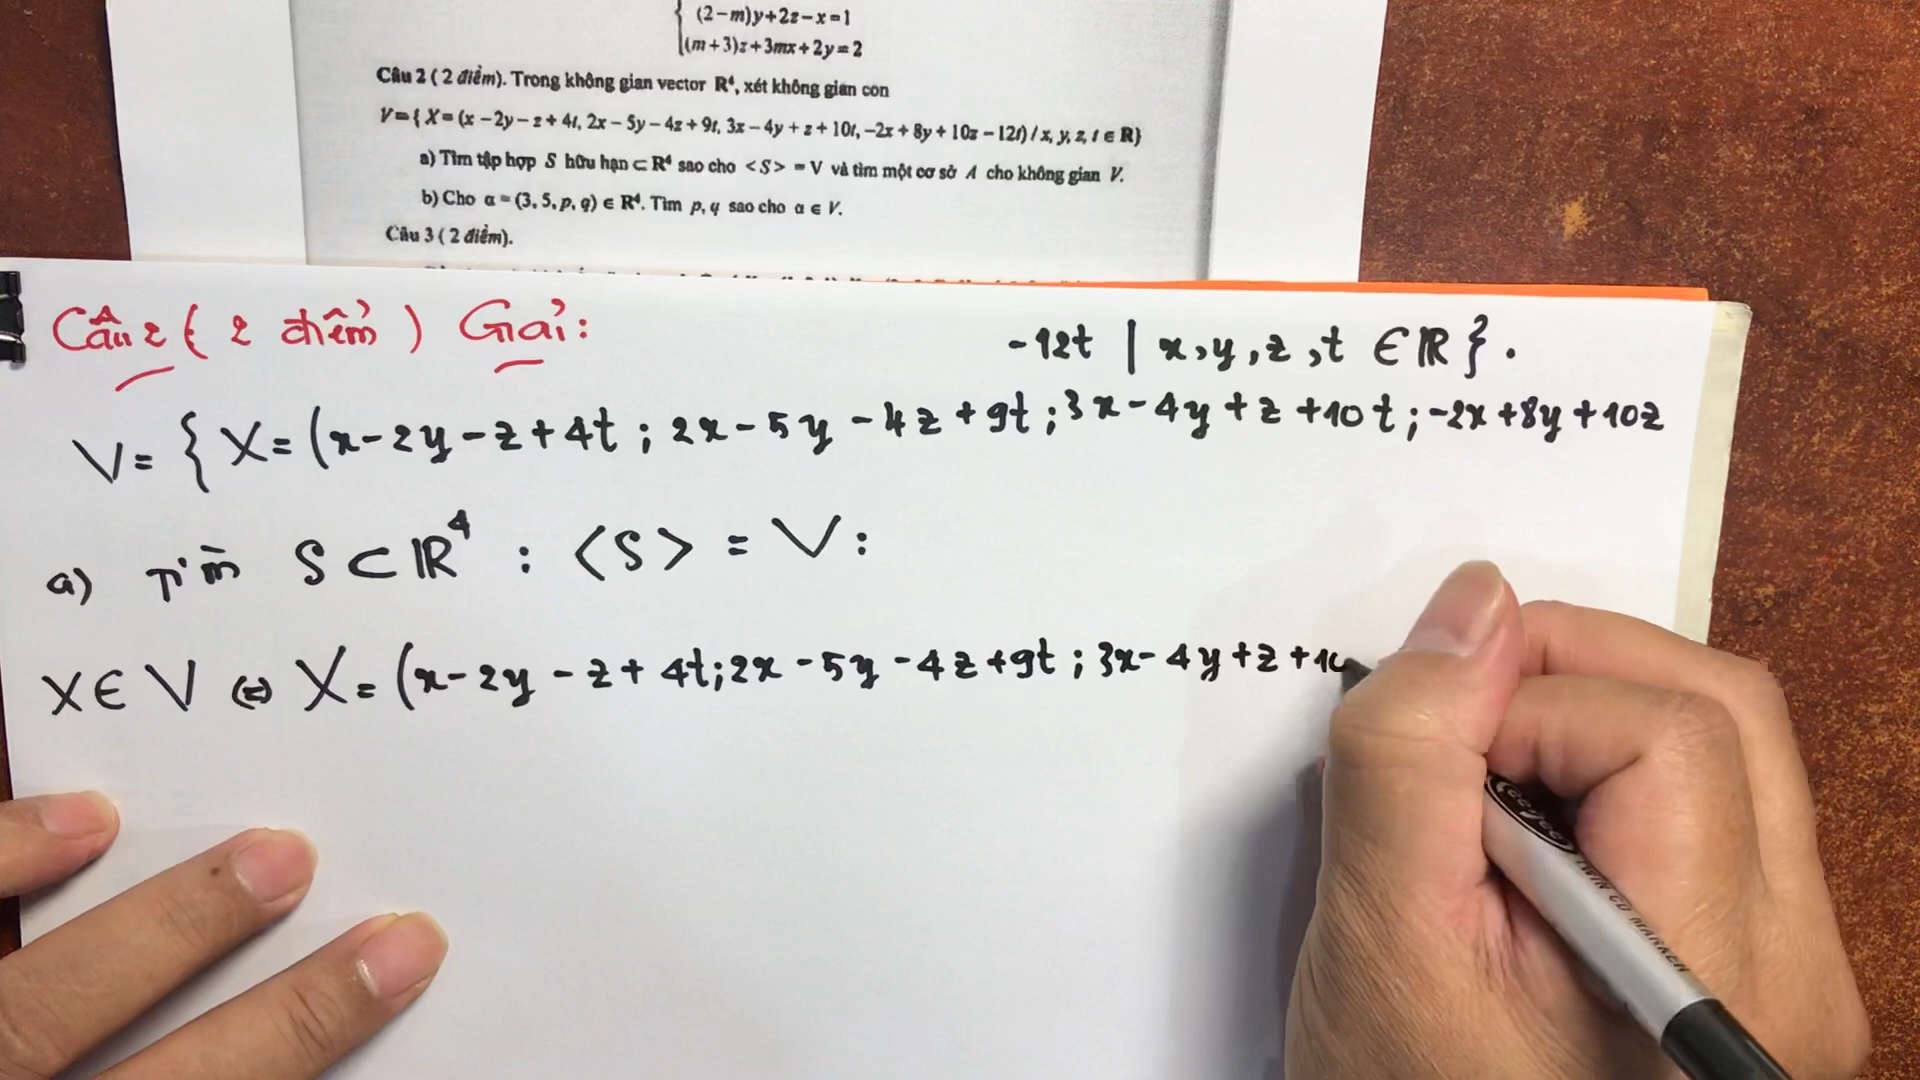 (2-m)y+2z-x=1
(m+3)z+3mx+2y=2
Câu 2 ( 2 điểm). Trong không gian vector R⁴, xét không gian con
V={ X= (x -2y- z + 4t, 2x - 5y - 4z + 9t, 3x - 4y + z + 10t, -2x + 8y + 10z - 12t) / x, y, z, t ∈ R}
a) Tìm tập hợp S hữu hạn ⊂ R⁴ sao cho <S> = V và tìm một cơ sở A cho không gian V.
b) Cho α = (3, 5, p, q) ∈ R⁴. Tìm p, q sao cho α ∈ V.
Câu 3 ( 2 điểm).
Câu 2 ( 2 điểm ) Giải:
-12t | x,y,z,t ∈ ℝ}.
V= { X= (x-2y-z+4t ; 2x-5y-4z+9t ; 3x-4y+z+10t ; -2x+8y+10z
a) Tìm S ⊂ ℝ⁴ : <S> = V :
X ∈ V ⇔ X= (x-2y-z+4t; 2x-5y-4z+9t ; 3x-4y+z+10
TWIN CD MARKER